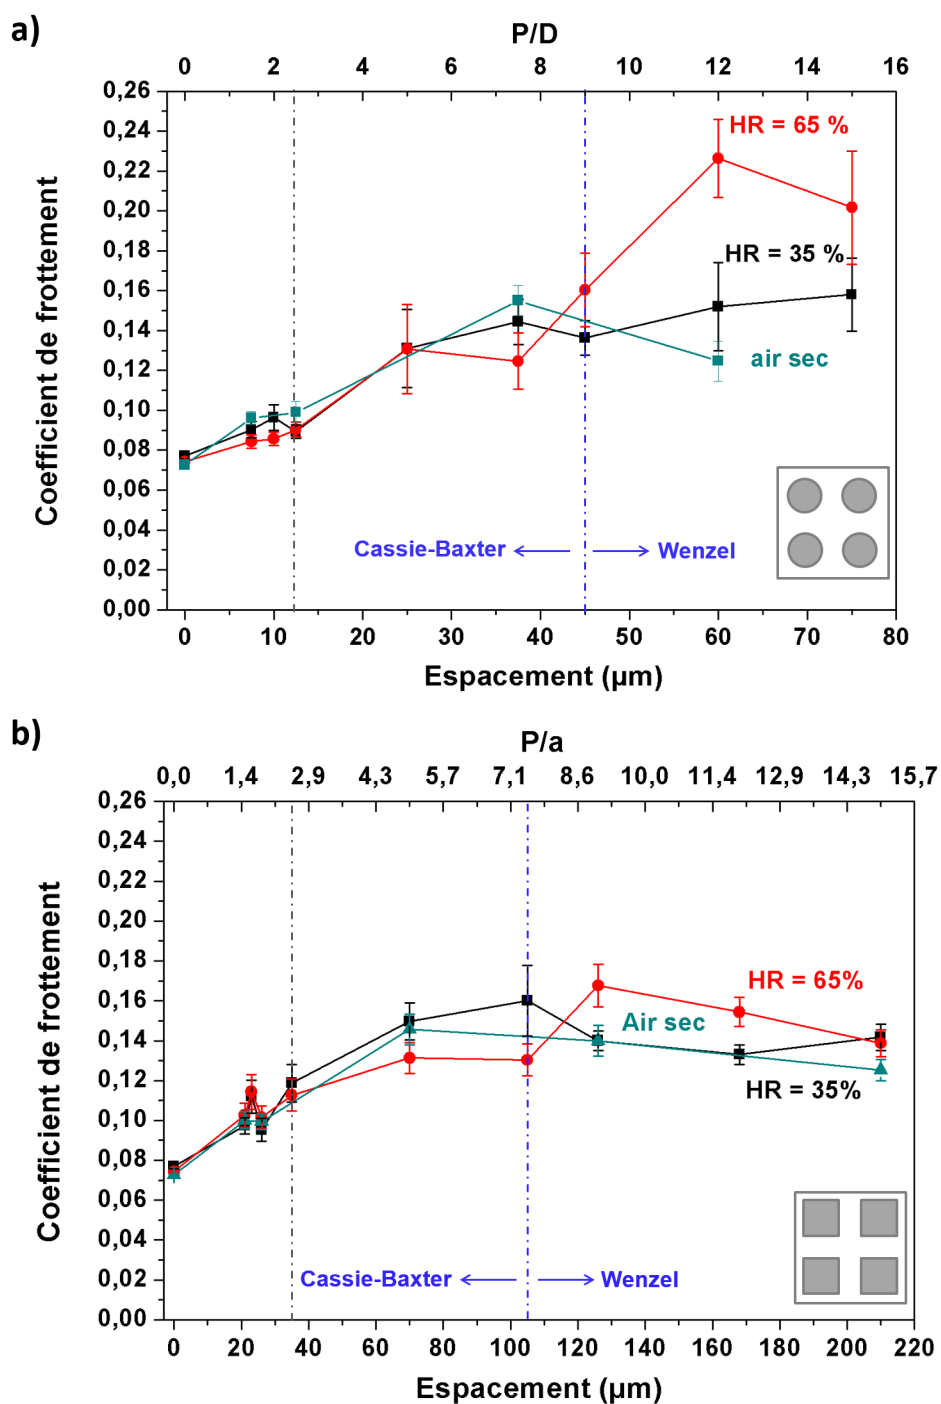 a)
P/D
0 2 4 6 8 10 12 14 16
0,26
0,24
0,22
0,20
0,18
0,16
0,14
0,12
0,10
0,08
0,06
0,04
0,02
0,00
Coefficient de frottement
HR = 65 %
HR = 35 %
air sec
Cassie-Baxter
Wenzel
0 10 20 30 40 50 60 70 80
Espacement (µm)
b)
P/a
0,0 1,4 2,9 4,3 5,7 7,1 8,6 10,0 11,4 12,9 14,3 15,7
0,26
0,24
0,22
0,20
0,18
0,16
0,14
0,12
0,10
0,08
0,06
0,04
0,02
0,00
Coefficient de frottement
HR = 65%
Air sec
HR = 35%
Cassie-Baxter
Wenzel
0 20 40 60 80 100 120 140 160 180 200 220
Espacement (µm)